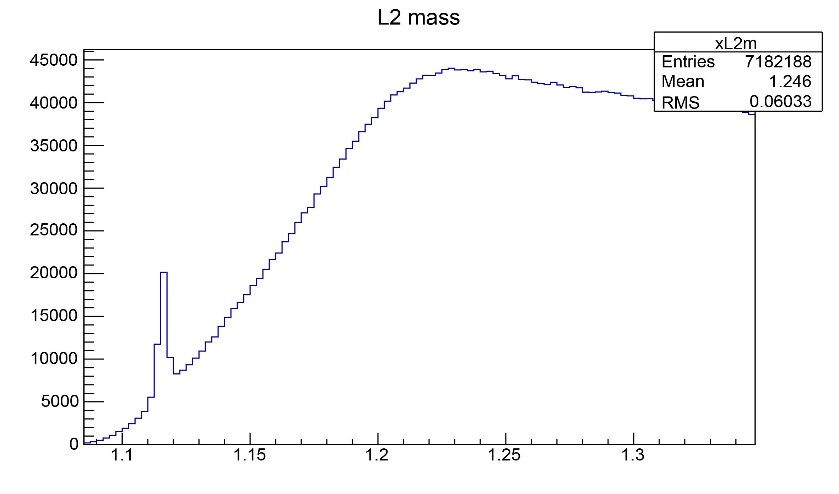 L2 mass
xL2m
Entries 7182188
Mean 1.246
RMS 0.06033
45000
40000
35000
30000
25000
20000
15000
10000
5000
0
1.1 1.15 1.2 1.25 1.3